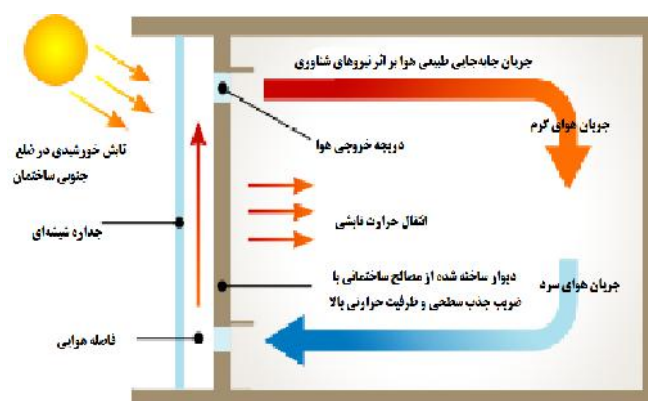 جریان جابه‌جایی طبیعی هوا بر اثر نیروهای شناوری
جریان هوای گرم
دریچه خروجی هوا
تابش خورشیدی در ضلع
جنوبی ساختمان
انتقال حرارت تابشی
جداره شیشه‌ای
دیوار ساخته شده از مصالح ساختمانی با
ضریب جذب سطحی و ظرفیت حرارتی بالا
جریان هوای سرد
فاصله هوایی